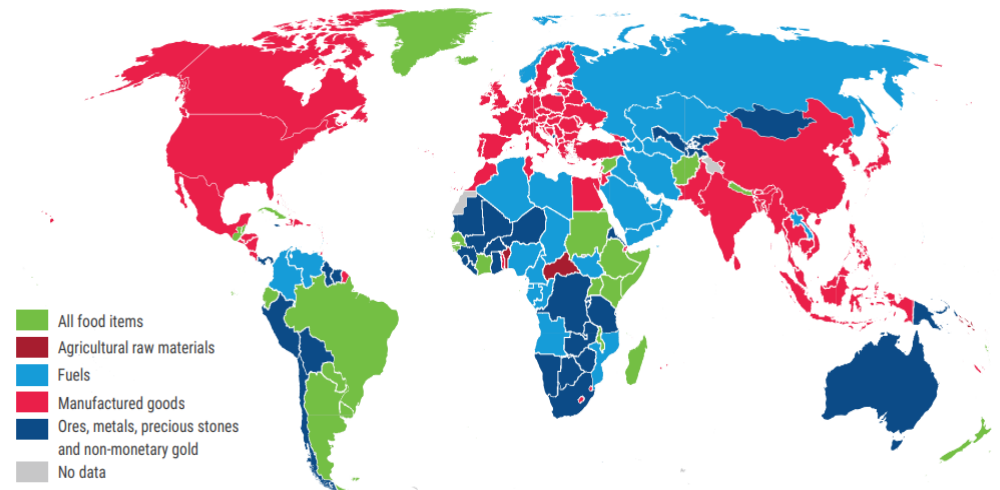 All food items
Agricultural raw materials
Fuels
Manufactured goods
Ores, metals, precious stones
and non-monetary gold
No data